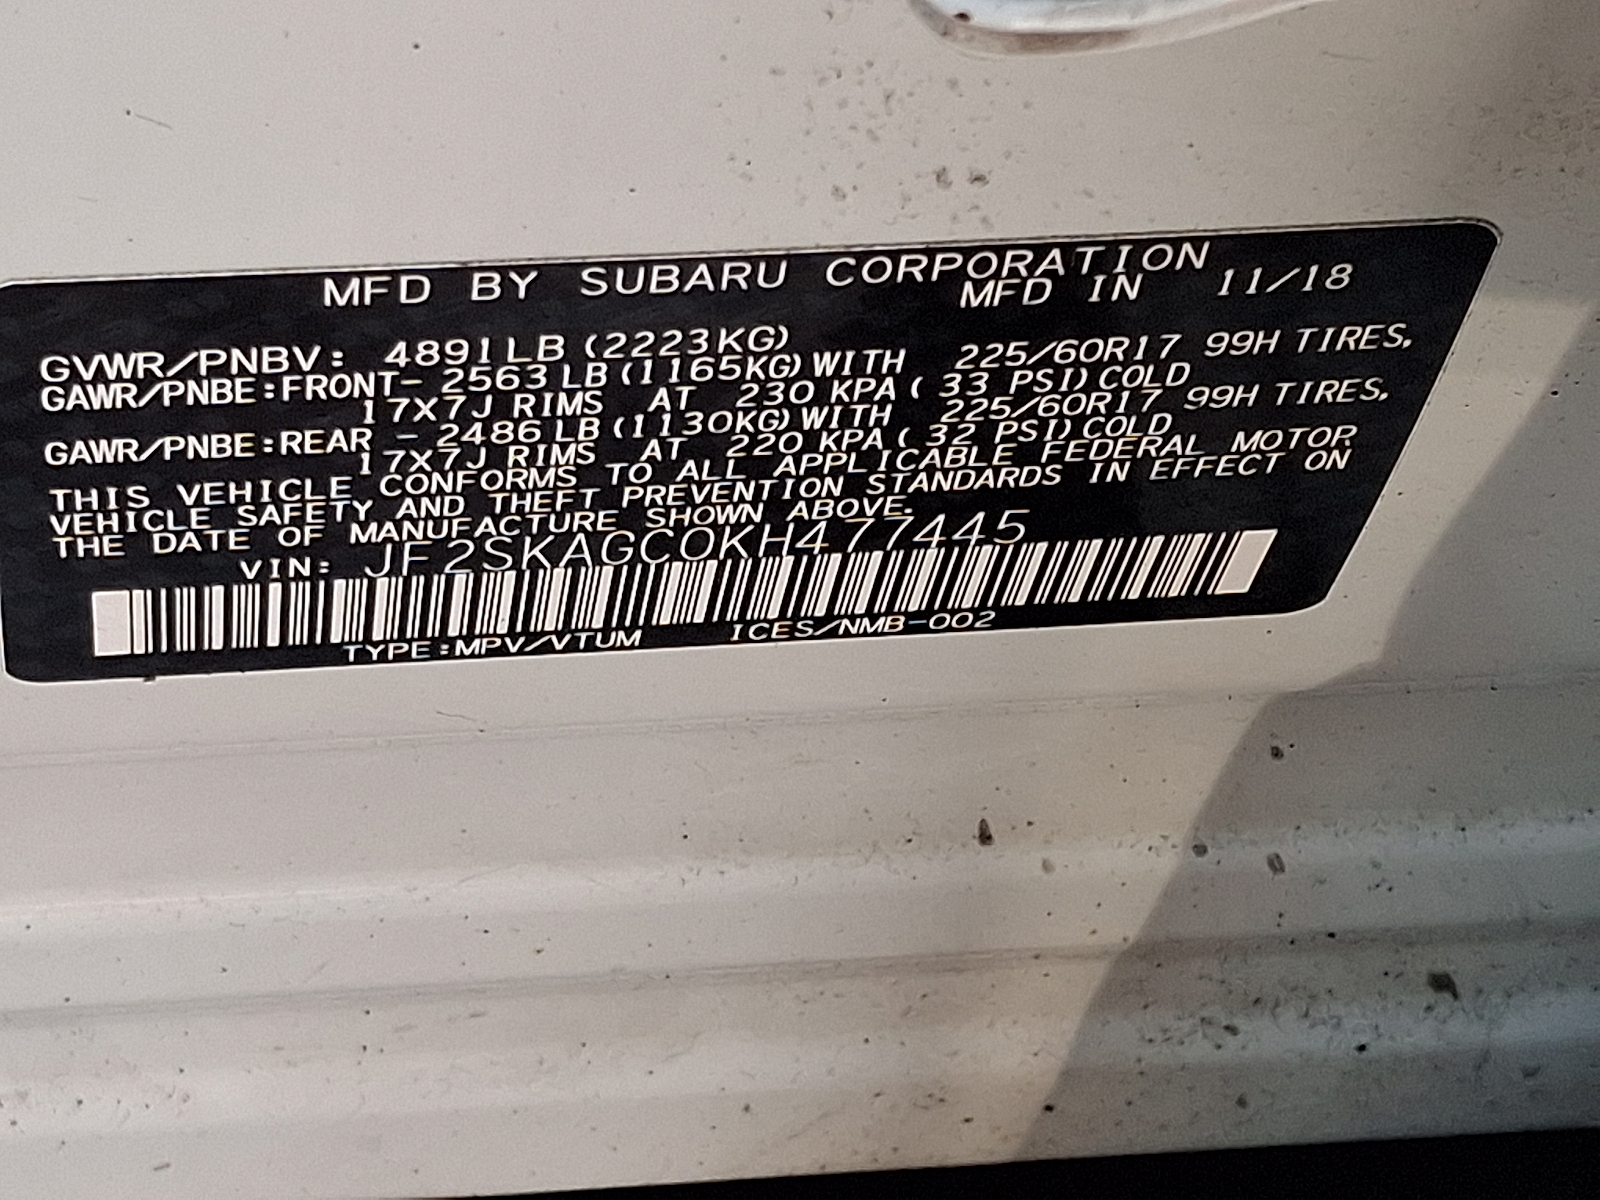 MFD BY SUBARU CORPORATION
MFD IN 11/18
GVWR/PNBV: 4891LB (2223KG)
GAWR/PNBE:FRONT- 2563LB(1165KG)WITH 225/60R17 99H TIRES,
17X7J RIMS AT 230 KPA( 33 PSI)COLD
GAWR/PNBE:REAR - 2486LB(1130KG)WITH 225/60R17 99H TIRES,
17X7J RIMS AT 220 KPA( 32 PSI)COLD
THIS VEHICLE CONFORMS TO ALL APPLICABLE FEDERAL MOTOR
VEHICLE SAFETY AND THEFT PREVENTION STANDARDS IN EFFECT ON
THE DATE OF MANUFACTURE SHOWN ABOVE.
VIN: JF2SKAGC0KH477445
TYPE:MPV/VTUM ICES/NMB-002